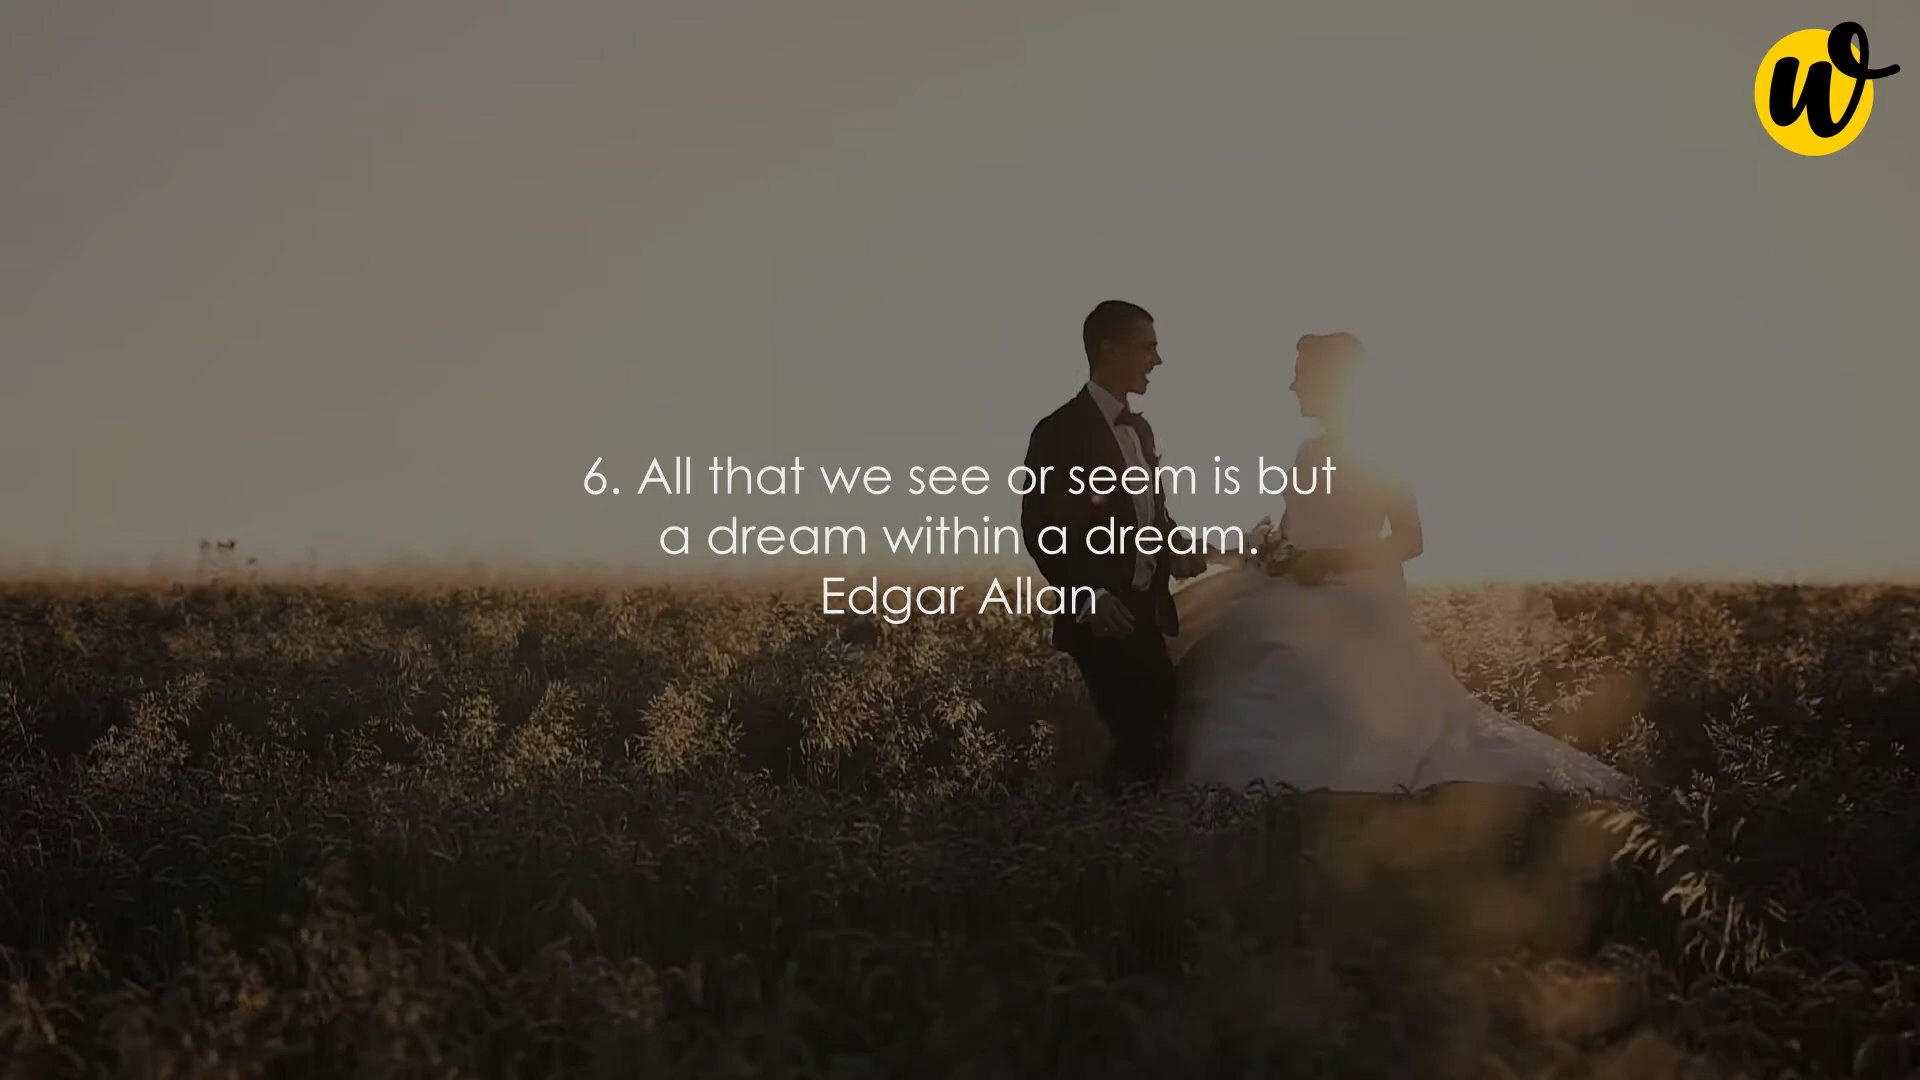 w
6. All that we see or seem is but
a dream within a dream.
Edgar Allan